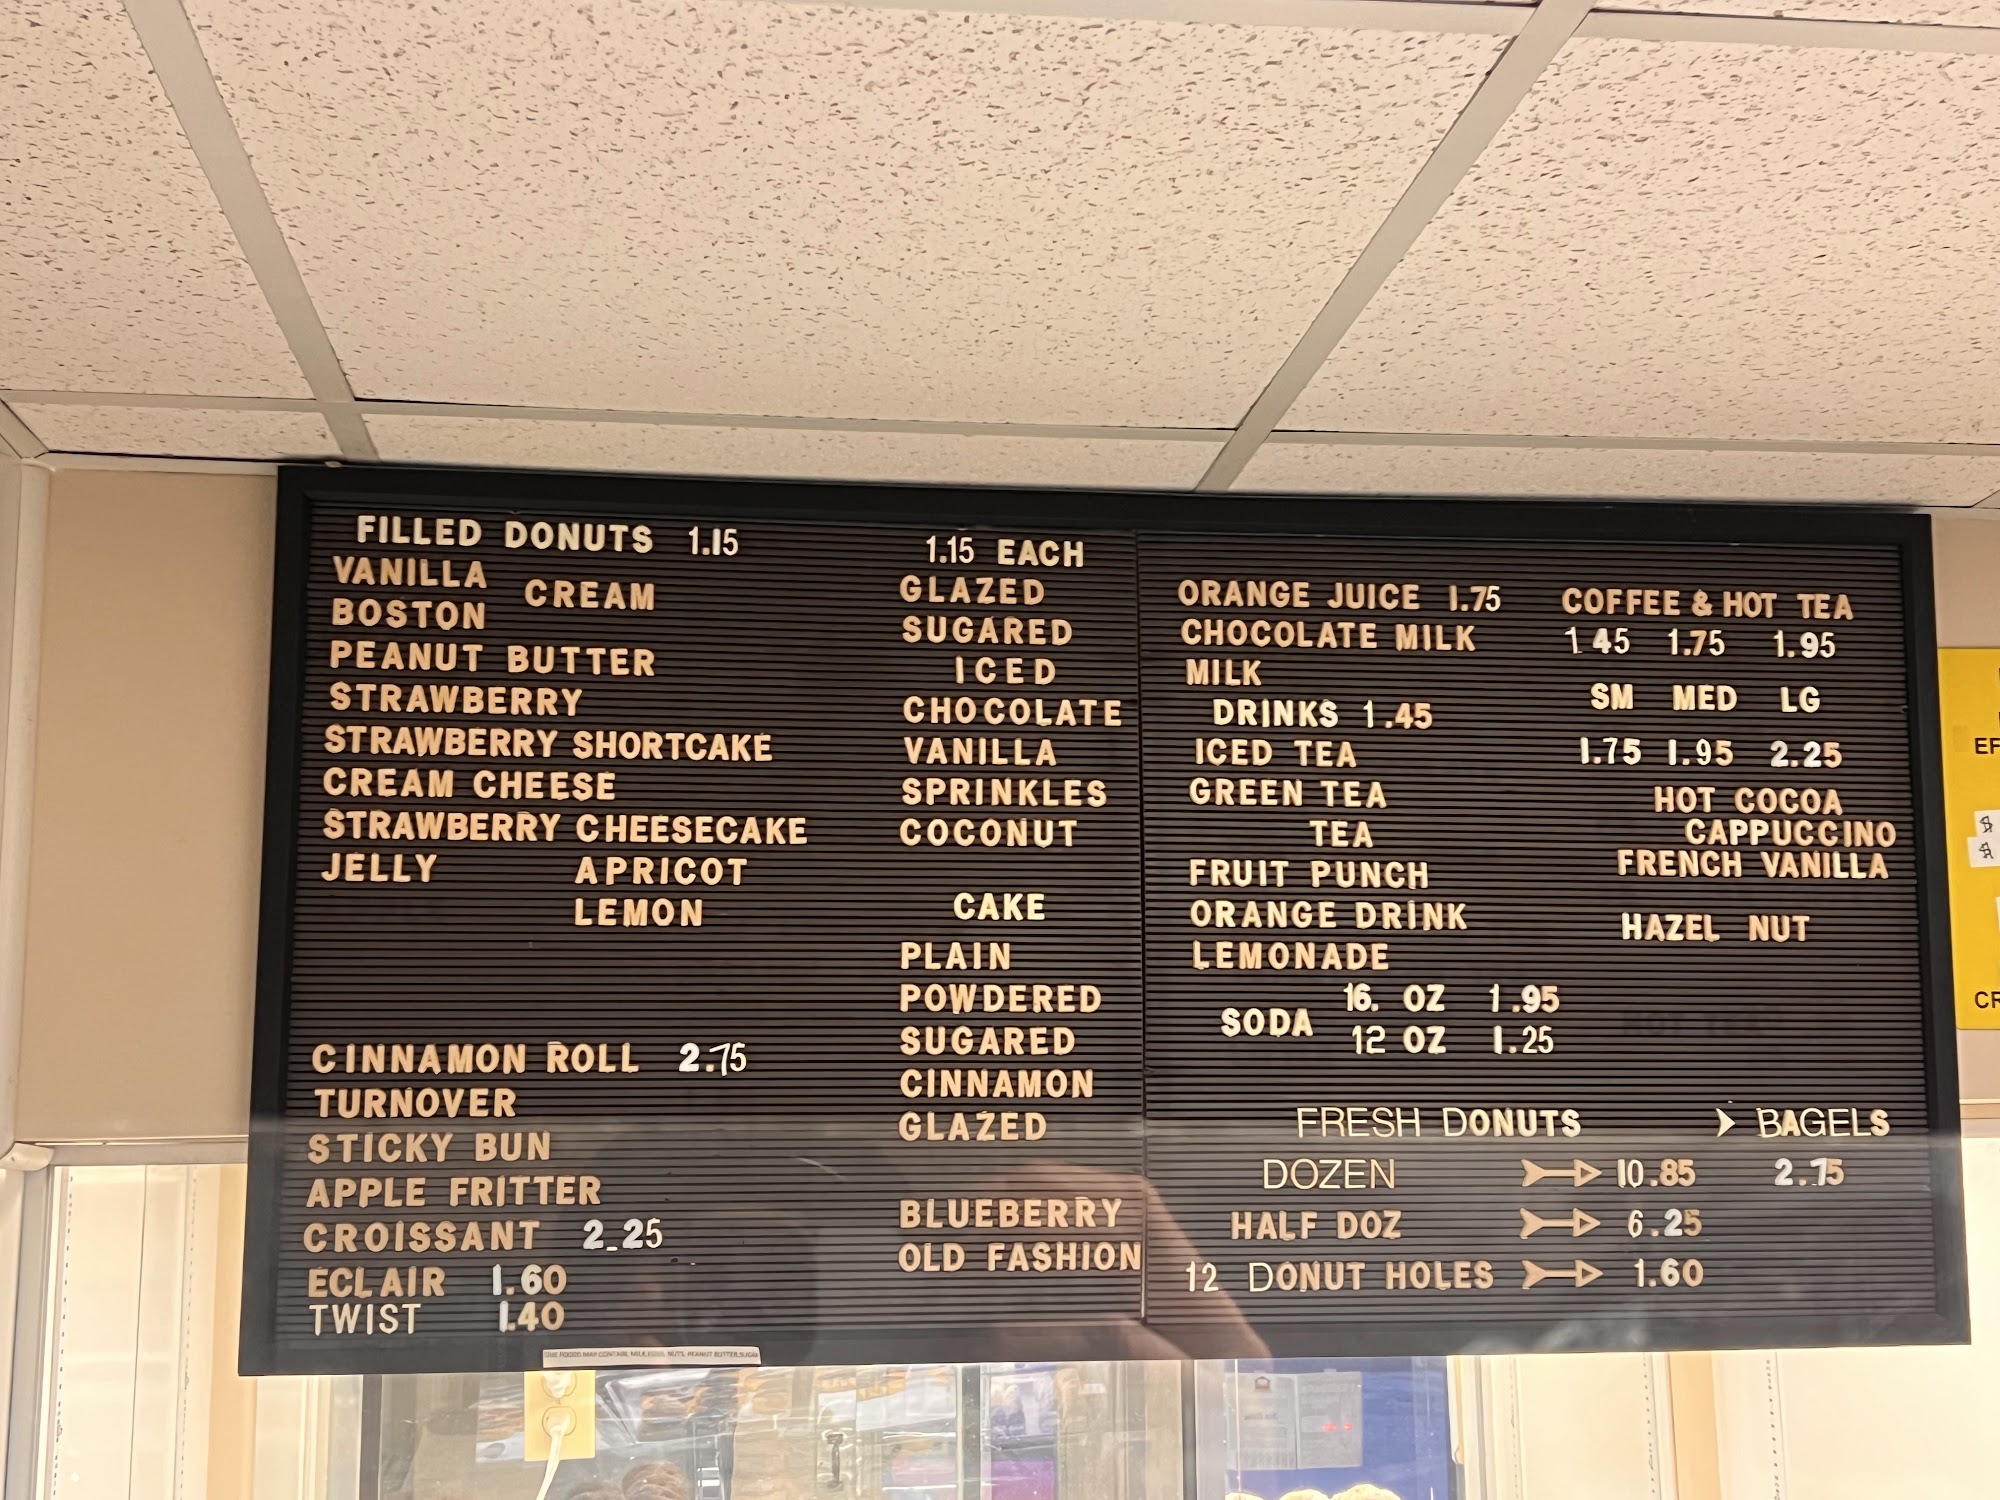 FILLED DONUTS 1.15
VANILLA
CREAM
BOSTON
PEANUT BUTTER
STRAWBERRY
STRAWBERRY SHORTCAKE
CREAM CHEESE
STRAWBERRY CHEESECAKE
JELLY APRICOT
LEMON
CINNAMON ROLL 2.75
TURNOVER
STICKY BUN
APPLE FRITTER
CROISSANT 2.25
ECLAIR 1.60
TWIST 1.40
1.15 EACH
GLAZED
SUGARED
ICED
CHOCOLATE
VANILLA
SPRINKLES
COCONUT
CAKE
PLAIN
POWDERED
SUGARED
CINNAMON
GLAZED
BLUEBERRY
OLD FASHION
ORANGE JUICE 1.75
CHOCOLATE MILK
MILK
DRINKS 1.45
ICED TEA
GREEN TEA
TEA
FRUIT PUNCH
ORANGE DRINK
LEMONADE
16. OZ 1.95
SODA
12 OZ 1.25
COFFEE & HOT TEA
1 45 1.75 1.95
SM MED LG
1.75 1.95 2.25
HOT COCOA
CAPPUCCINO
FRENCH VANILLA
HAZEL NUT
FRESH DONUTS BAGELS
DOZEN 10.85 2.75
HALF DOZ 6.25
12 DONUT HOLES 1.60
EF
CR